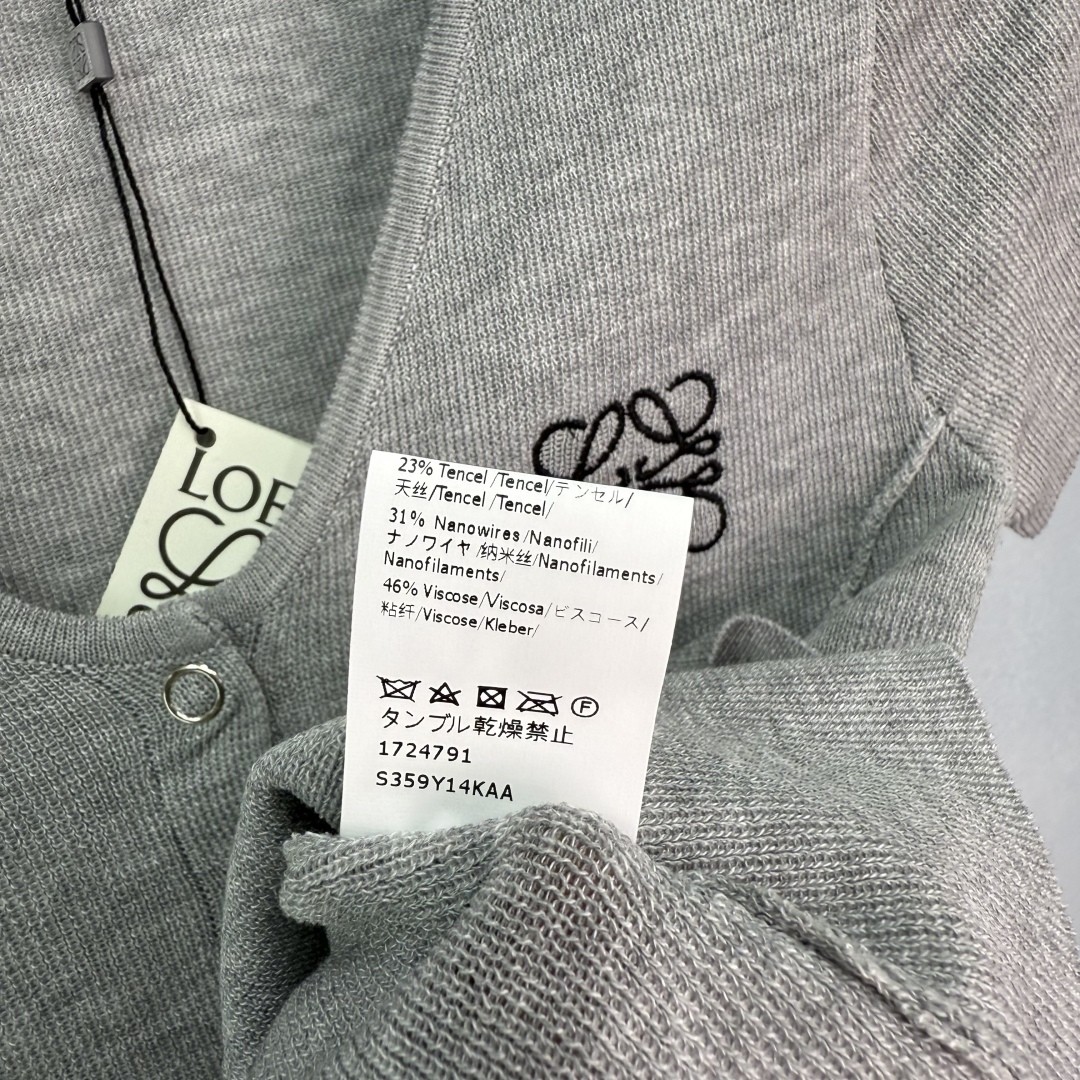 LOE
23% Tencel /Tencel/テンセル/
天丝/Tencel /Tencel/
31% Nanowires /Nanofili/
ナノワイヤ /纳米丝/Nanofilaments/
Nanofilaments/
46% Viscose/Viscosa/ビスコース/
粘纤/Viscose/Kleber/
F
タンブル乾燥禁止
1724791
S359Y14KAA